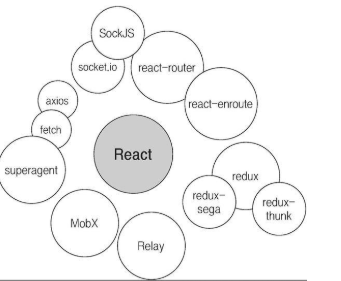 SockJS
socket.io
react-router
react-enroute
axios
fetch
superagent
React
redux
redux-
sega
redux-
thunk
MobX
Relay